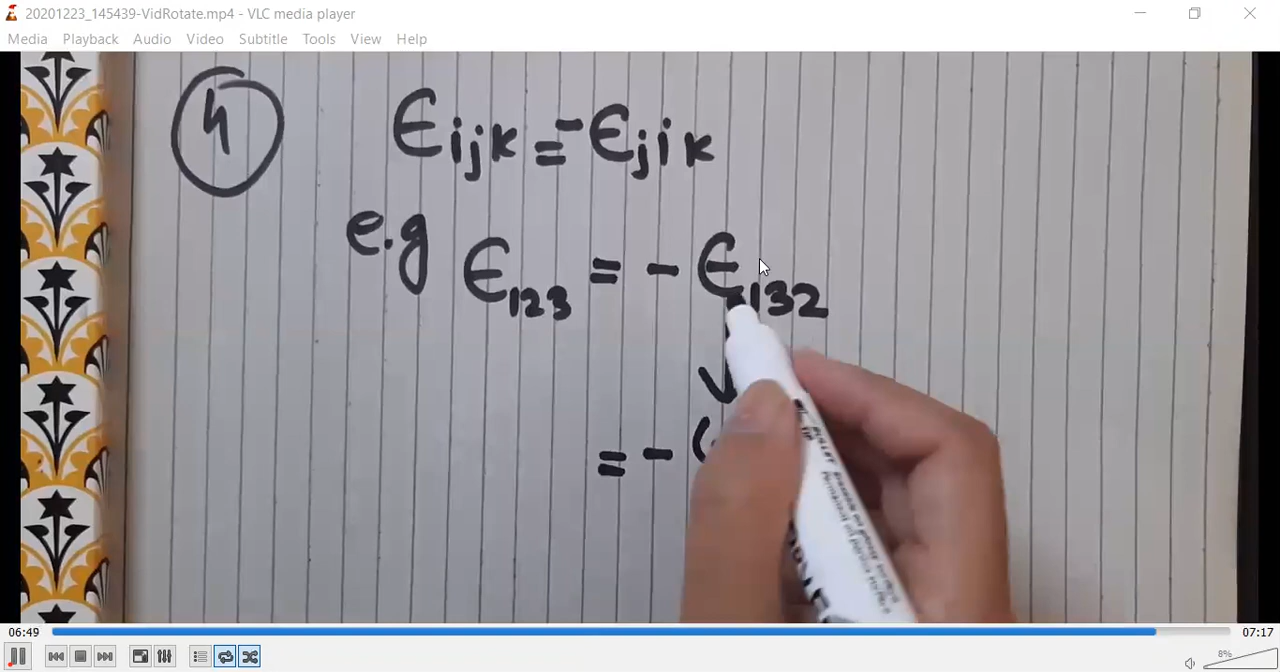 20201223_145439-VidRotate.mp4 - VLC media player
Media Playback Audio Video Subtitle Tools View Help
4
ϵijk = -ϵjik
e.g ϵ123 = - ϵ132
= - (
06:49 07:17
8%